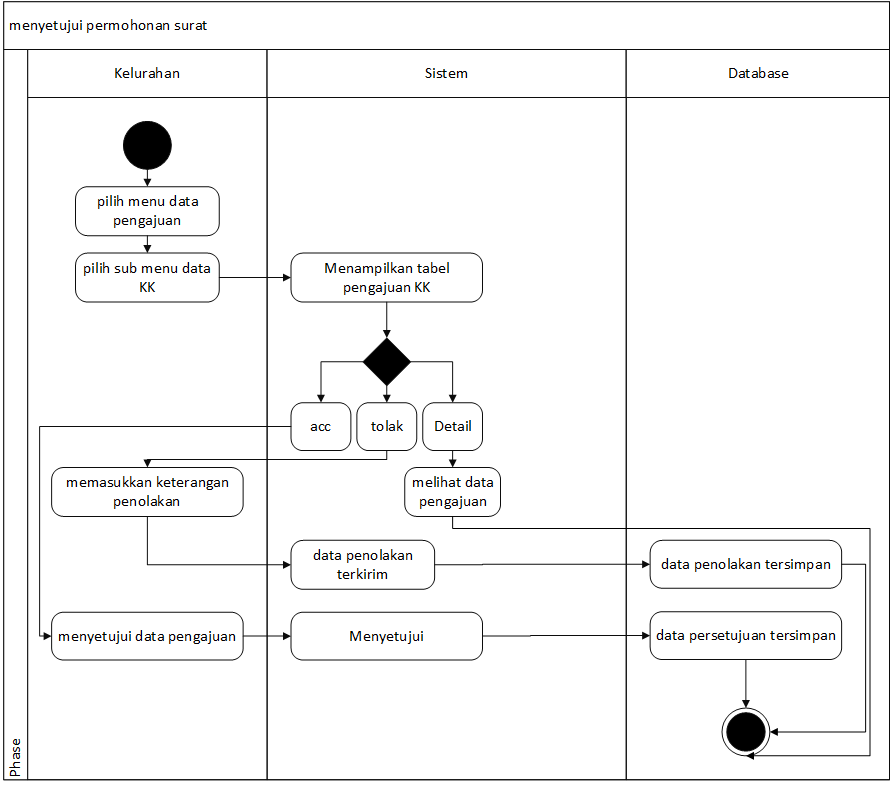 menyetujui permohonan surat
Kelurahan
Sistem
Database
pilih menu data
pengajuan
pilih sub menu data
KK
Menampilkan tabel
pengajuan KK
acc
tolak
Detail
memasukkan keterangan
penolakan
melihat data
pengajuan
data penolakan
terkirim
data penolakan tersimpan
menyetujui data pengajuan
Menyetujui
data persetujuan tersimpan
Phase